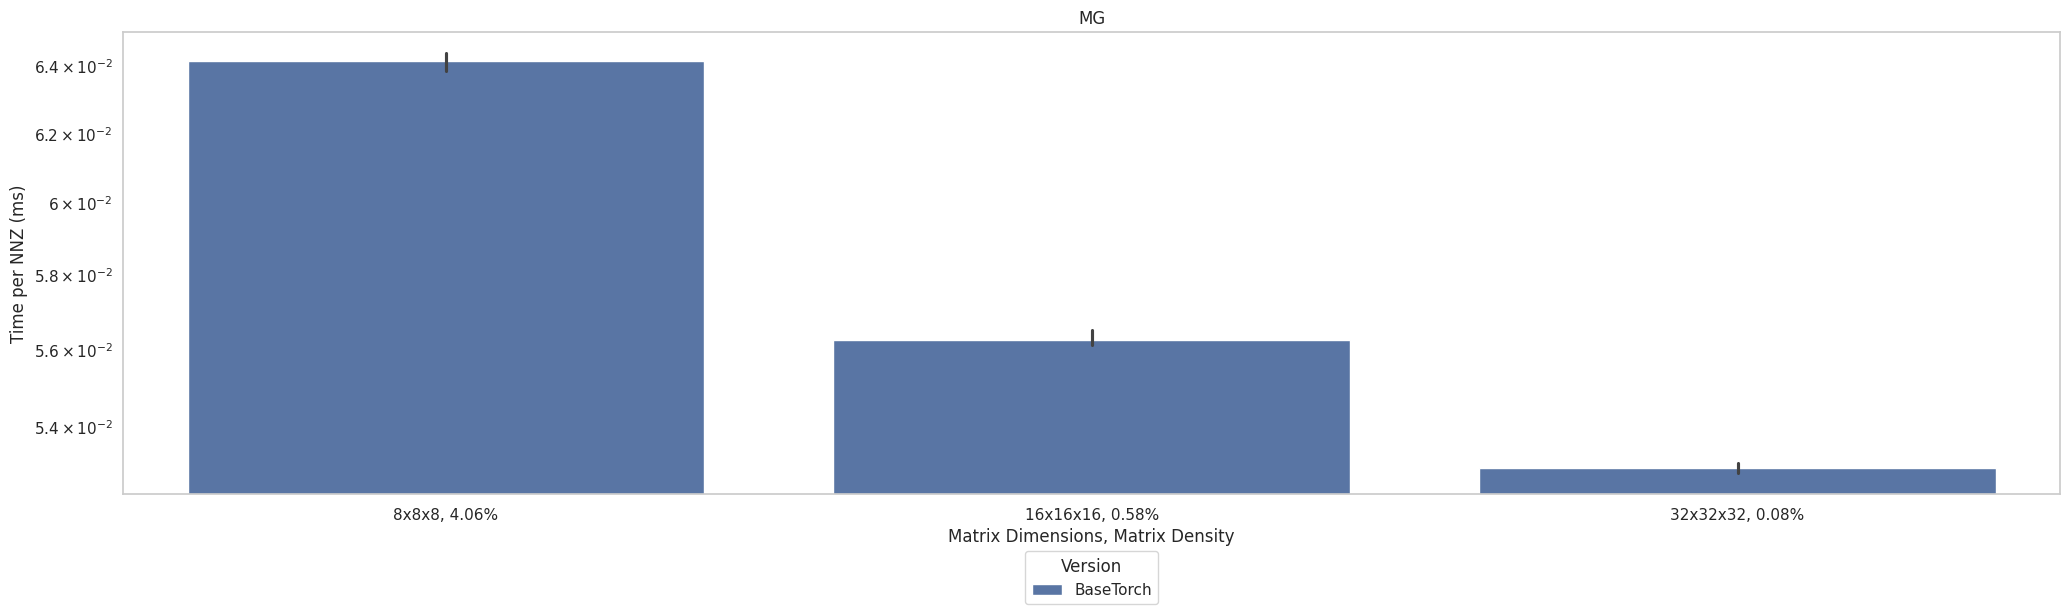 MG
Time per NNZ (ms)
6.4 × 10⁻²
6.2 × 10⁻²
6 × 10⁻²
5.8 × 10⁻²
5.6 × 10⁻²
5.4 × 10⁻²
8x8x8, 4.06% 16x16x16, 0.58% 32x32x32, 0.08%
Matrix Dimensions, Matrix Density
Version
BaseTorch